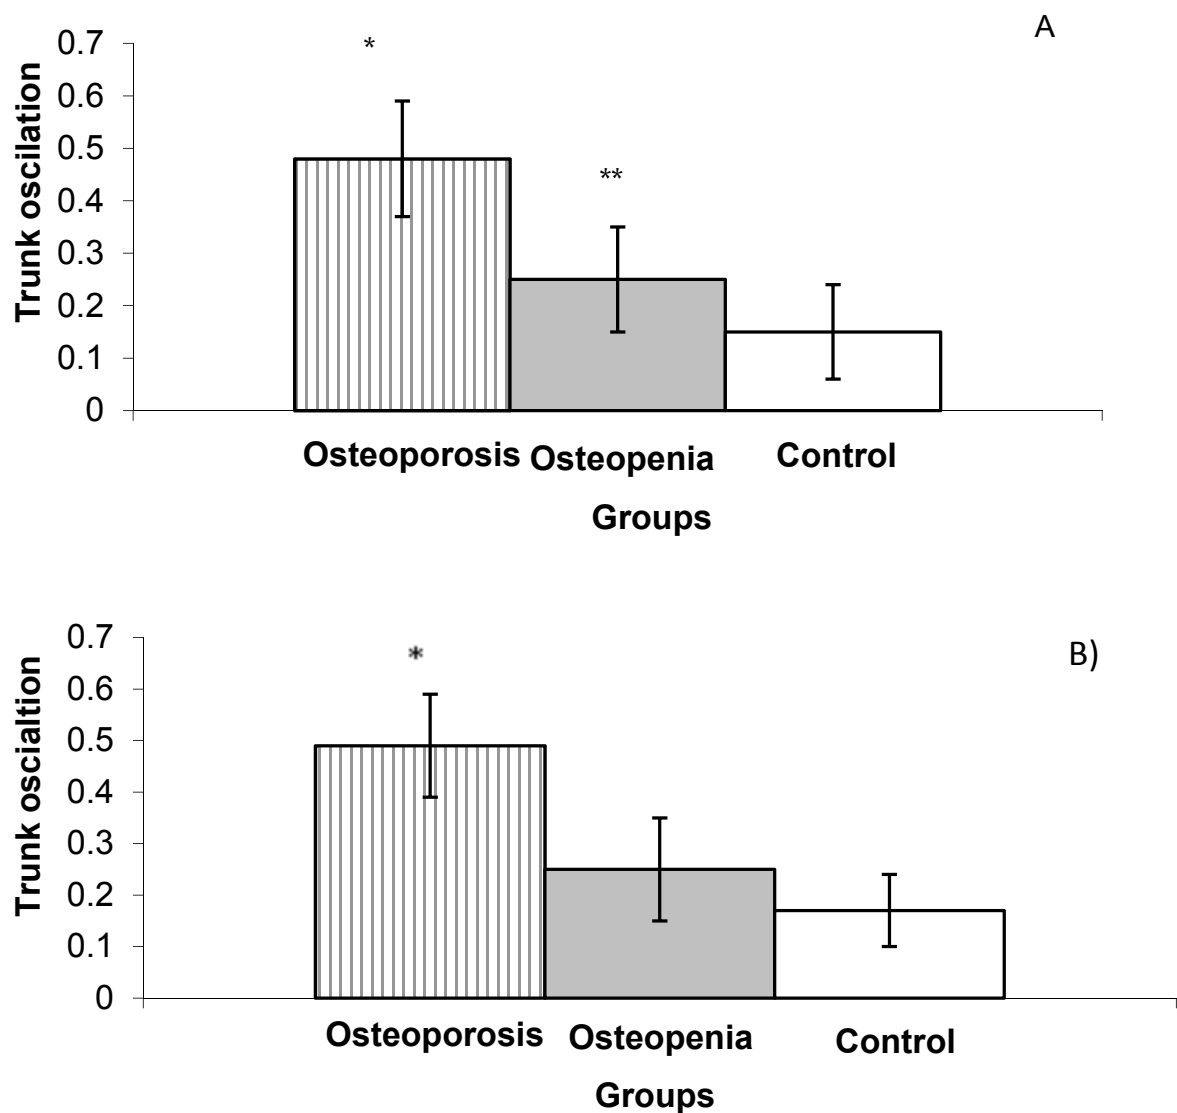 A
0.7
*
0.6
0.5
**
0.4
0.3
0.2
0.1
0
Trunk oscilation
Osteoporosis Osteopenia Control
Groups
B)
0.7
*
0.6
0.5
0.4
0.3
0.2
0.1
0
Trunk oscialtion
Osteoporosis Osteopenia Control
Groups